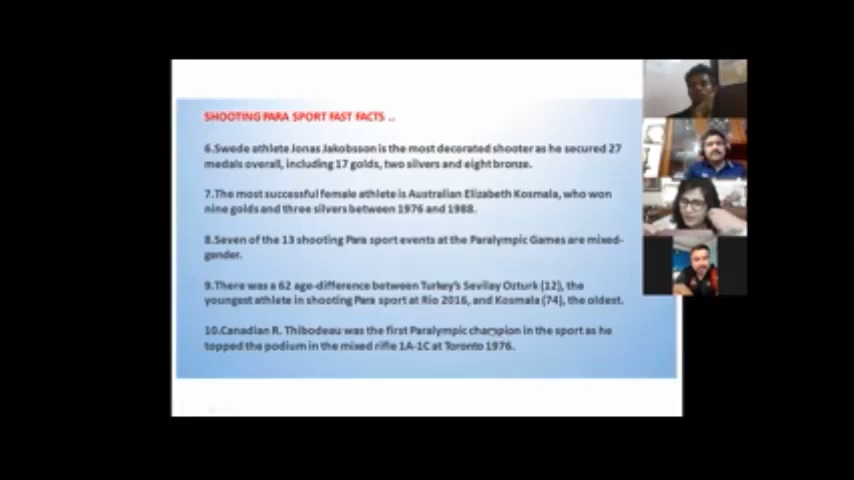 SHOOTING PARA SPORT FAST FACTS ..
6.Swede athlete Jonas Jakobsson is the most decorated shooter as he secured 27
medals overall, including 17 golds, two silvers and eight bronze.
7.The most successful female athlete is Australian Elizabeth Kosmala, who won
nine golds and three silvers between 1976 and 1988.
8.Seven of the 13 shooting Para sport events at the Paralympic Games are mixed-
gender.
9.There was a 62 age-difference between Turkey's Sevilay Ozturk (12), the
youngest athlete in shooting Para sport at Rio 2016, and Kosmala (74), the oldest.
10.Canadian R. Thibodeau was the first Paralympic champion in the sport as he
topped the podium in the mixed rifle 1A-1C at Toronto 1976.